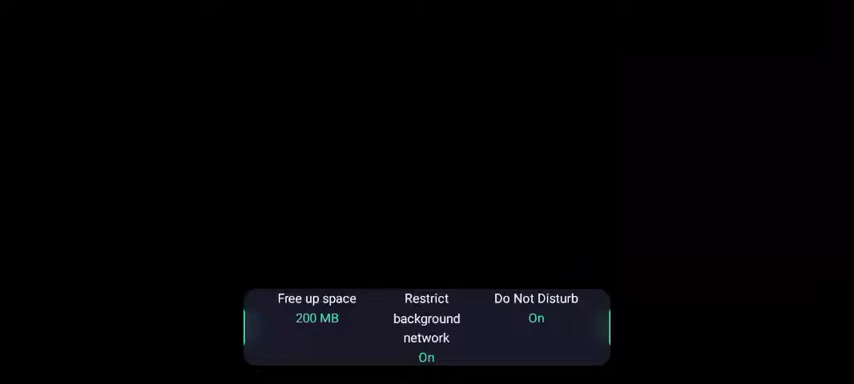 Free up space
200 MB
Restrict
background
network
On
Do Not Disturb
On